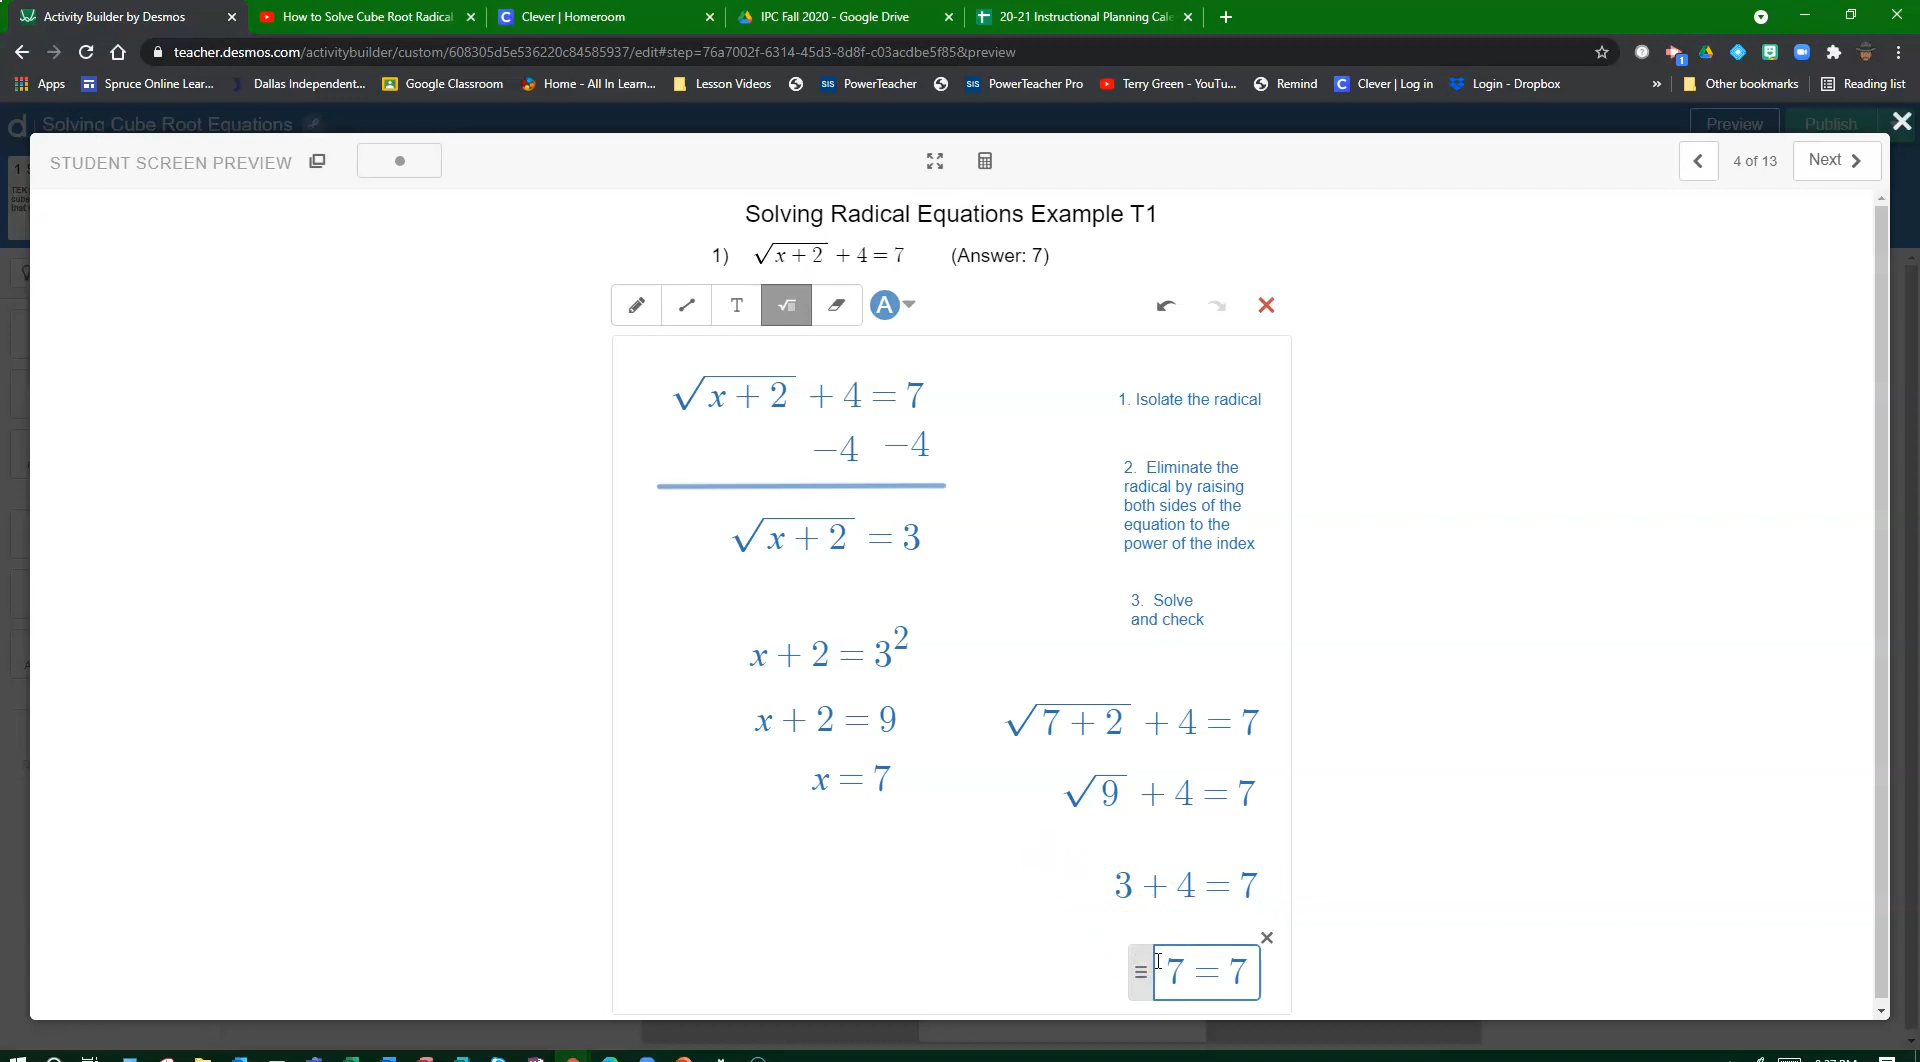 Activity Builder by Desmos How to Solve Cube Root Radical Clever | Homeroom IPC Fall 2020 - Google Drive 20-21 Instructional Planning Cale
teacher.desmos.com/activitybuilder/custom/608305d5e536220c84585937/edit#step=76a7002f-6314-45d3-8d8f-c03acdbe5f85&preview
Apps Spruce Online Lear... Dallas Independent... Google Classroom Home - All In Learn... Lesson Videos PowerTeacher PowerTeacher Pro Terry Green - YouTu... Remind Clever | Log in Login - Dropbox » Other bookmarks Reading list
Solving Cube Root Equations Preview Publish
STUDENT SCREEN PREVIEW 4 of 13 Next
Solving Radical Equations Example T1
1) √(x+2) + 4 = 7 (Answer: 7)
T √ A
√(x+2) + 4 = 7
−4 −4
√(x+2) = 3
x + 2 = 3²
x + 2 = 9
x = 7
1. Isolate the radical
2. Eliminate the
radical by raising
both sides of the
equation to the
power of the index
3. Solve
and check
√(7+2) + 4 = 7
√9 + 4 = 7
3 + 4 = 7
7 = 7